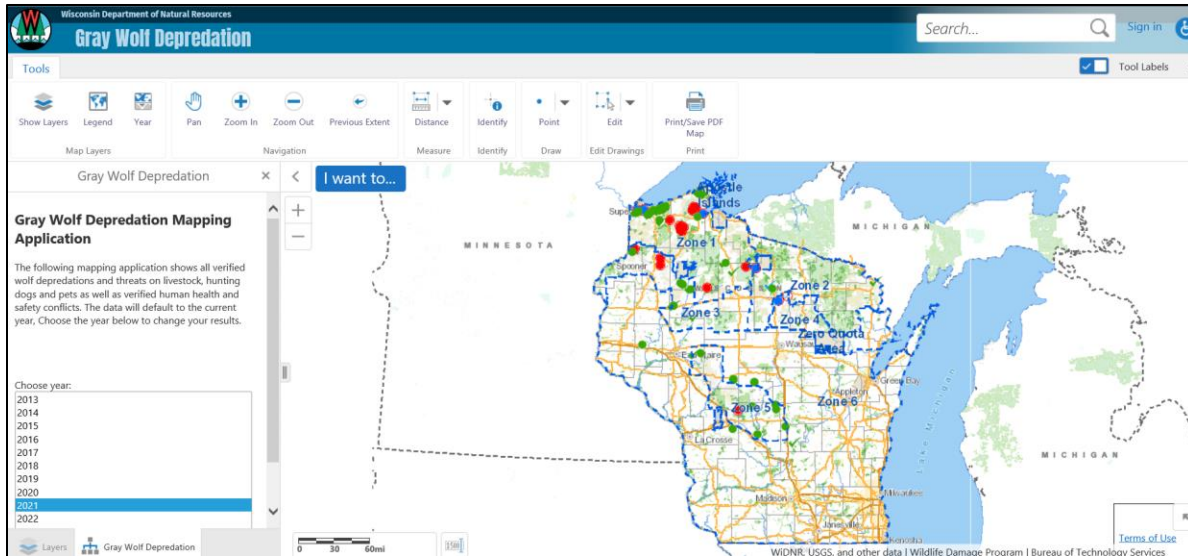 Wisconsin Department of Natural Resources
Gray Wolf Depredation
Search...
Sign in
Tools
Tool Labels
Show Layers
Legend
Year
Pan
Zoom In
Zoom Out
Previous Extent
Distance
Identify
Point
Edit
Print/Save PDF
Map
Map Layers
Navigation
Measure
Identify
Draw
Edit Drawings
Print
Gray Wolf Depredation
I want to...
Gray Wolf Depredation Mapping
Application
The following mapping application shows all verified
wolf depredations and threats on livestock, hunting
dogs and pets as well as verified human health and
safety conflicts. The data will default to the current
year, Choose the year below to change your results.
Choose year:
2013
2014
2015
2016
2017
2018
2019
2020
2021
2022
Layers
Gray Wolf Depredation
Islands
MINNESOTA
MICHIGAN
Zone 1
Spooner
Zone 2
Zone 3
Zone 4
Zero Quota
Wausau
Green Bay
Appleton
Zone 5
Zone 6
La Crosse
Lake Michigan
MICHIGAN
Madison
Milwaukee
Janesville
Kenosha
0 30 60mi
Terms of Use
WiDNR, USGS, and other data | Wildlife Damage Program | Bureau of Technology Services